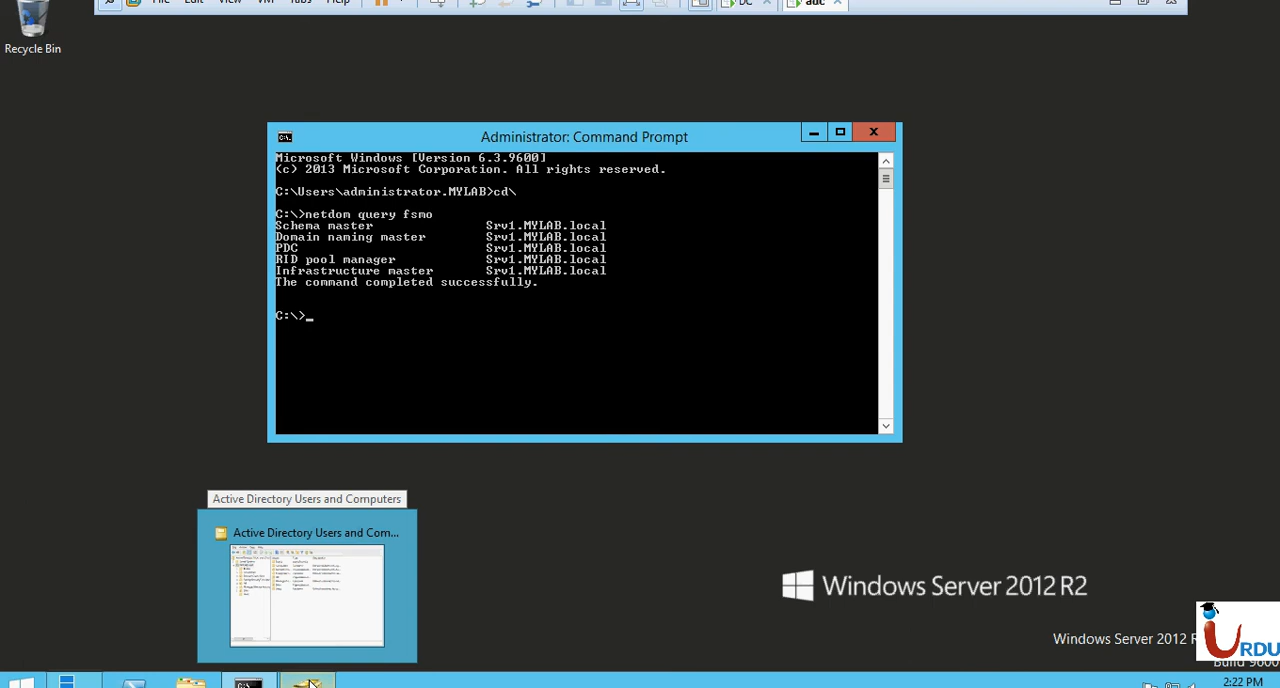 File Edit View VM Tabs Help
DC
adc
Recycle Bin
Administrator: Command Prompt
Microsoft Windows [Version 6.3.9600]
(c) 2013 Microsoft Corporation. All rights reserved.
C:\Users\administrator.MYLAB>cd\
C:\>netdom query fsmo
Schema master Srv1.MYLAB.local
Domain naming master Srv1.MYLAB.local
PDC Srv1.MYLAB.local
RID pool manager Srv1.MYLAB.local
Infrastructure master Srv1.MYLAB.local
The command completed successfully.
C:\>_
Active Directory Users and Computers
Active Directory Users and Com...
Windows Server 2012 R2
Windows Server 2012 R
Build 9600
iURDU
2:22 PM